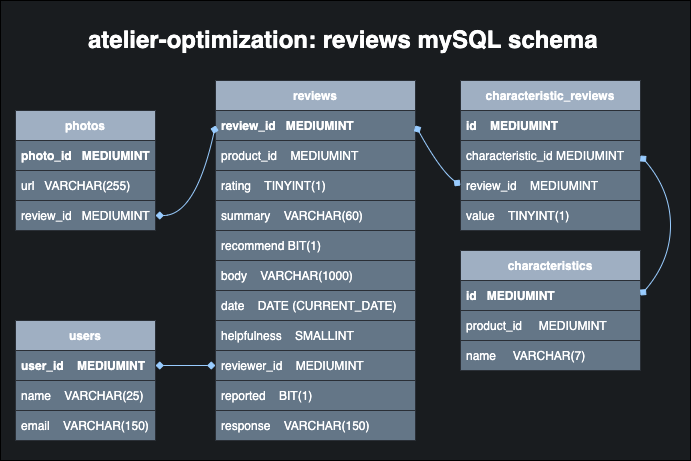 atelier-optimization: reviews mySQL schema
photos
photo_id MEDIUMINT
url VARCHAR(255)
review_id MEDIUMINT
users
user_id MEDIUMINT
name VARCHAR(25)
email VARCHAR(150)
reviews
review_id MEDIUMINT
product_id MEDIUMINT
rating TINYINT(1)
summary VARCHAR(60)
recommend BIT(1)
body VARCHAR(1000)
date DATE (CURRENT_DATE)
helpfulness SMALLINT
reviewer_id MEDIUMINT
reported BIT(1)
response VARCHAR(150)
characteristic_reviews
id MEDIUMINT
characteristic_id MEDIUMINT
review_id MEDIUMINT
value TINYINT(1)
characteristics
id MEDIUMINT
product_id MEDIUMINT
name VARCHAR(7)